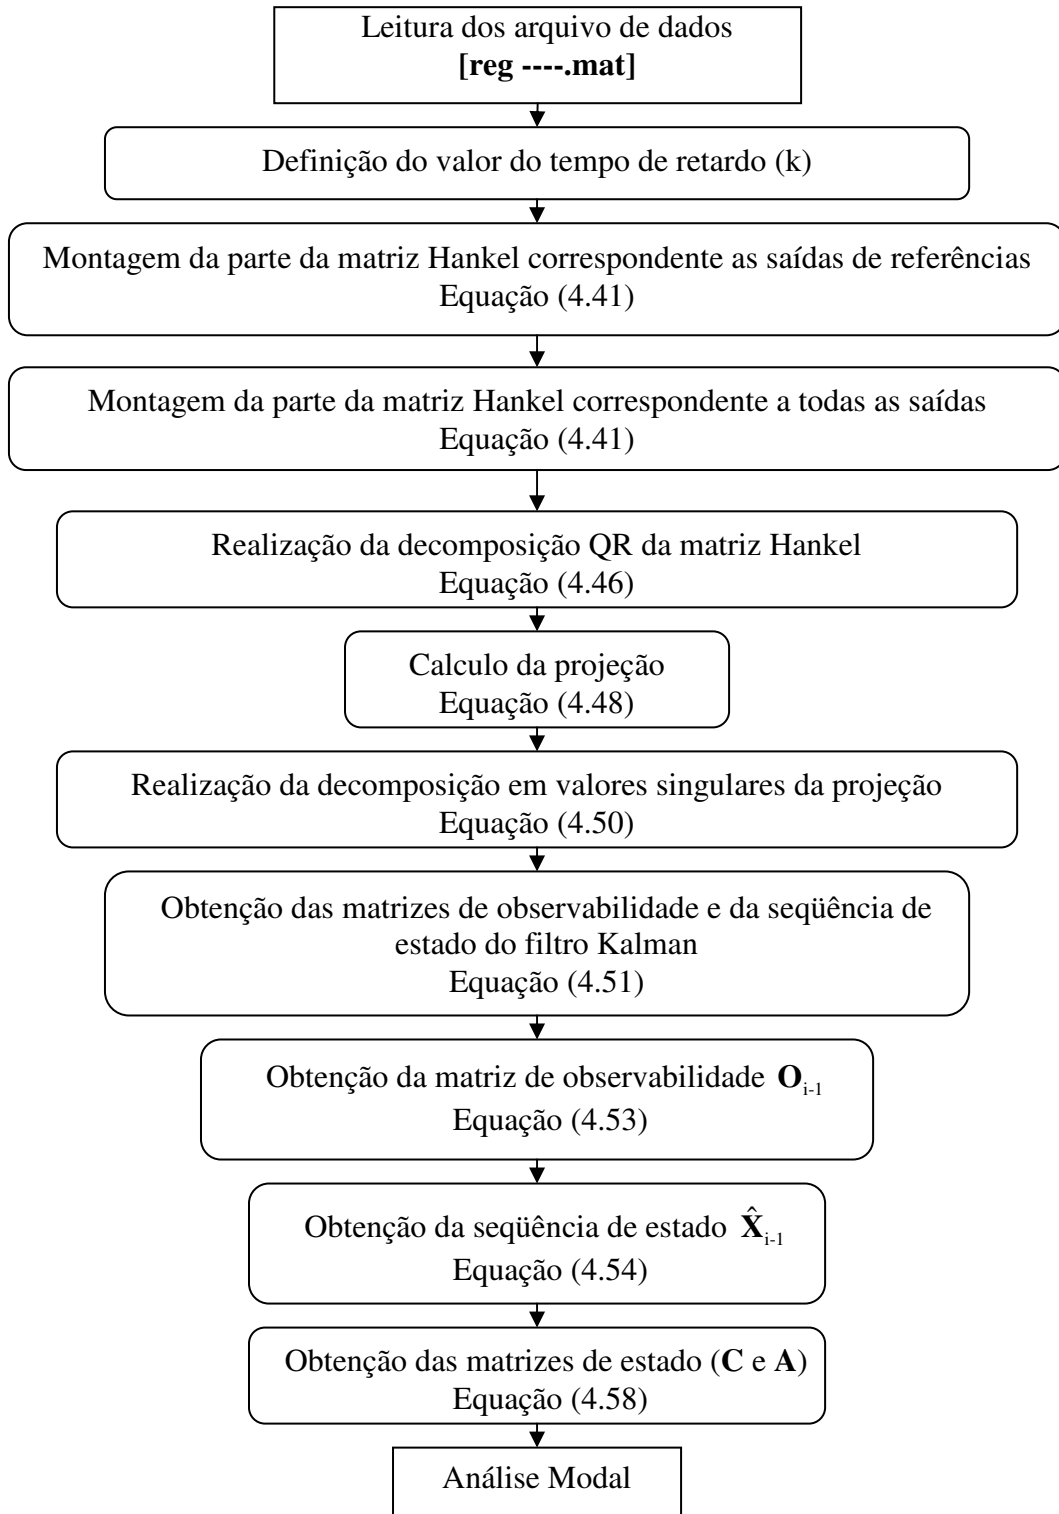 Leitura dos arquivo de dados
[reg ----.mat]
Definição do valor do tempo de retardo (k)
Montagem da parte da matriz Hankel correspondente as saídas de referências
Equação (4.41)
Montagem da parte da matriz Hankel correspondente a todas as saídas
Equação (4.41)
Realização da decomposição QR da matriz Hankel
Equação (4.46)
Calculo da projeção
Equação (4.48)
Realização da decomposição em valores singulares da projeção
Equação (4.50)
Obtenção das matrizes de observabilidade e da seqüência de
estado do filtro Kalman
Equação (4.51)
Obtenção da matriz de observabilidade O_{i-1}
Equação (4.53)
Obtenção da seqüência de estado X̂_{i-1}
Equação (4.54)
Obtenção das matrizes de estado (C e A)
Equação (4.58)
Análise Modal